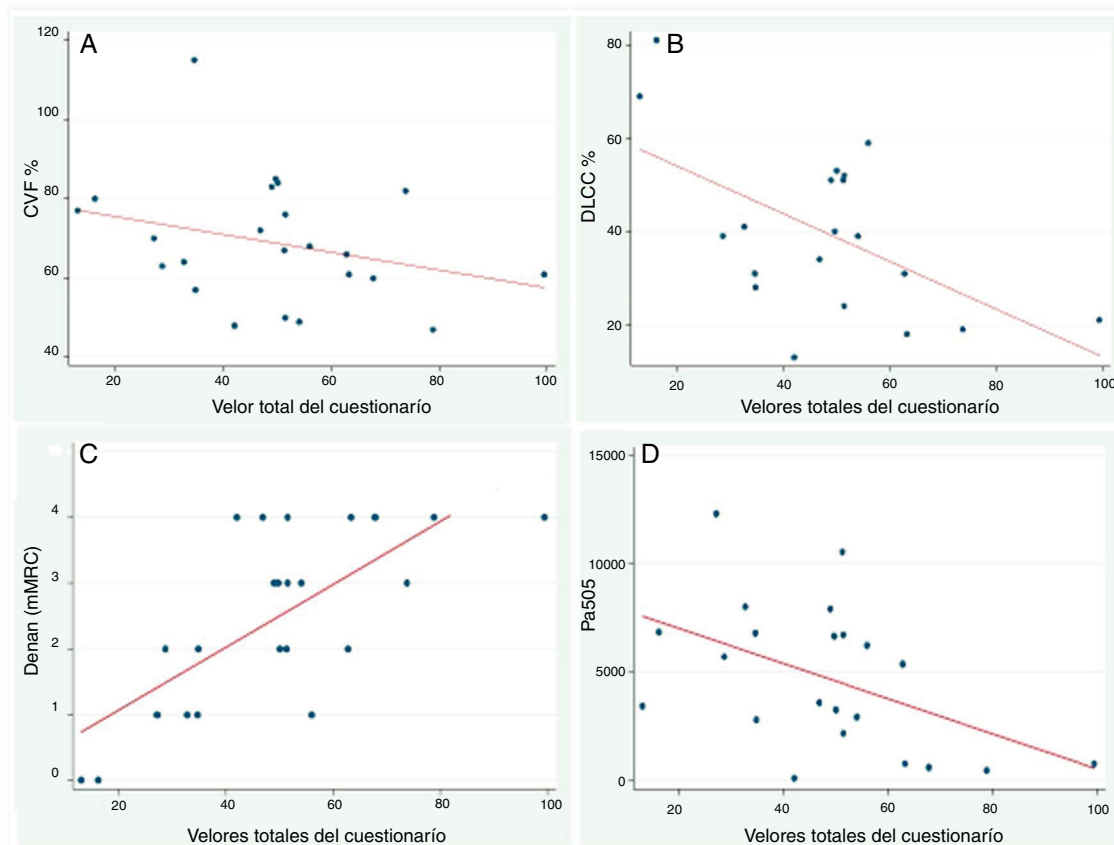 A
CVF %
120
100
80
60
40
20 40 60 80 100
Velor total del cuestionarío
B
DLCC %
80
60
40
20
20 40 60 80 100
Velores totales del cuestionarío
C
Denan (mMRC)
4
3
2
1
0
20 40 60 80 100
Velores totales del cuestionarío
D
Pa505
15000
10000
5000
0
20 40 60 80 100
Velores totales del cuestionarío